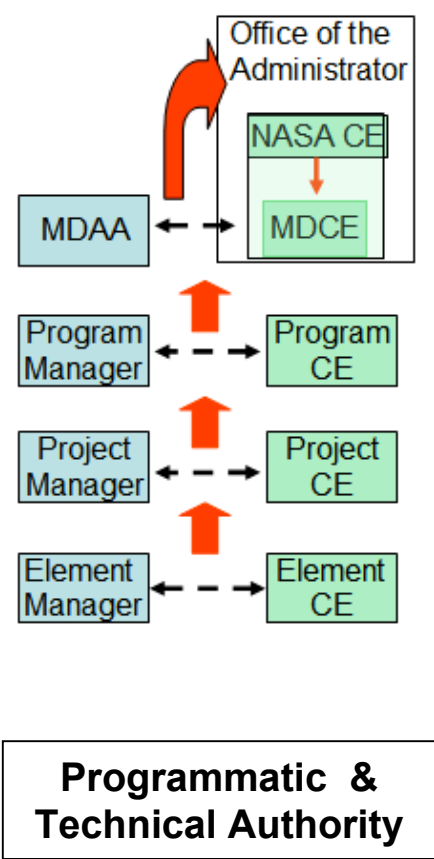 Office of the
Administrator
NASA CE
MDAA
MDCE
Program
Manager
Program
CE
Project
Manager
Project
CE
Element
Manager
Element
CE
Programmatic &
Technical Authority